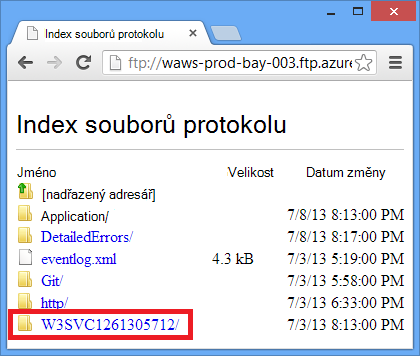 Index souborů protokolu
ftp://waws-prod-bay-003.ftp.azure
Index souborů protokolu
Jméno Velikost Datum změny
[nadřazený adresář]
Application/ 7/8/13 8:13:00 PM
DetailedErrors/ 7/8/13 8:17:00 PM
eventlog.xml 4.3 kB 7/3/13 5:19:00 PM
Git/ 7/3/13 5:58:00 PM
http/ 7/3/13 6:33:00 PM
W3SVC1261305712/ 7/3/13 8:13:00 PM